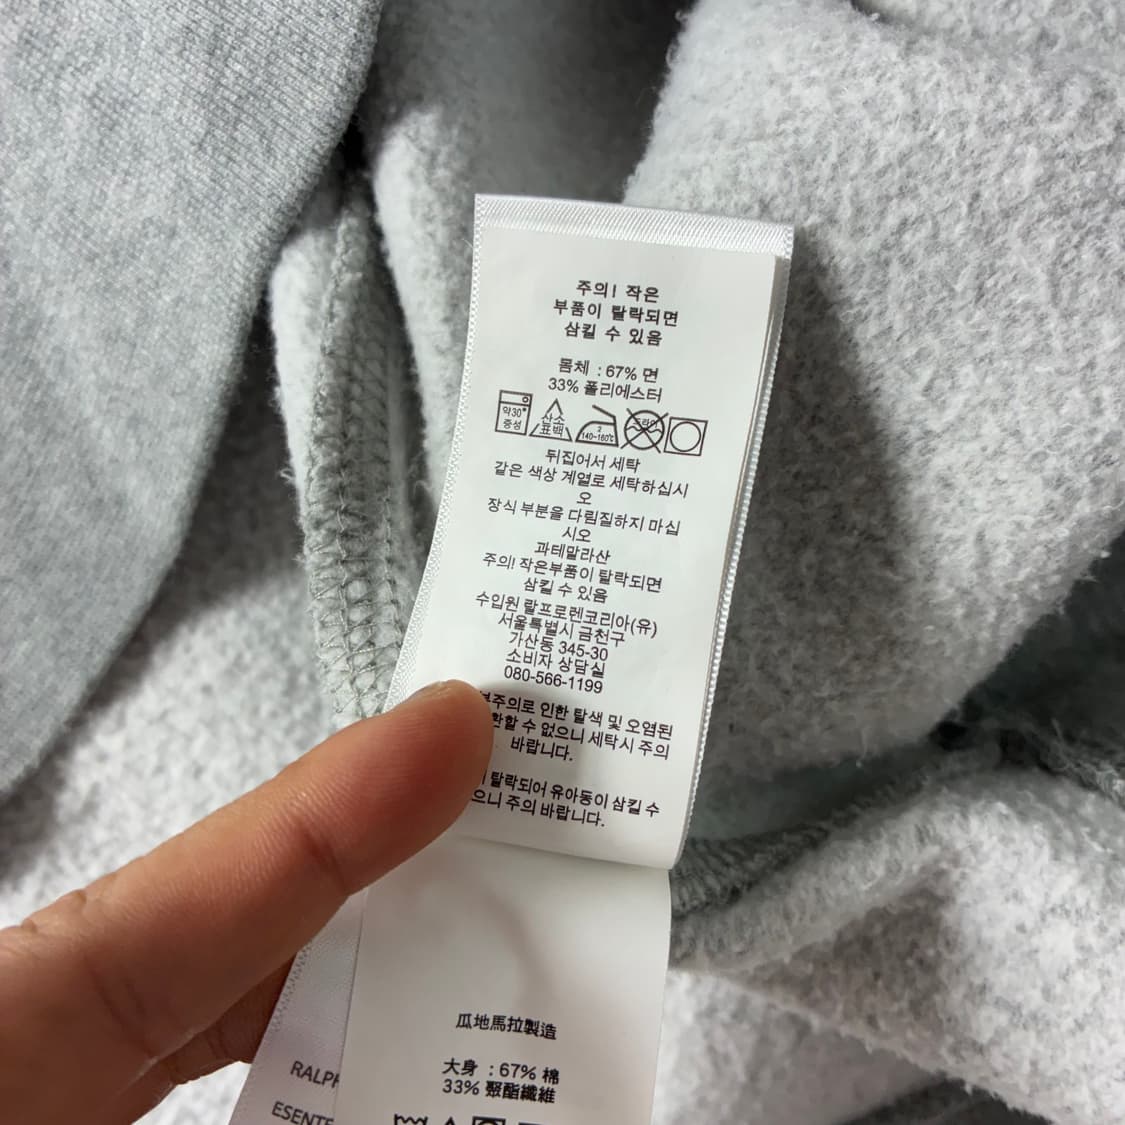 주의! 작은
부품이 탈락되면
삼킬 수 있음
몸체 : 67% 면
33% 폴리에스터
약30°
중성
산소
표백
2
140~160℃
드라이
뒤집어서 세탁
같은 색상 계열로 세탁하십시
오
장식 부분을 다림질하지 마십
시오
과테말라산
주의! 작은부품이 탈락되면
삼킬 수 있음
수입원 랄프로렌코리아(유)
서울특별시 금천구
가산동 345-30
소비자 상담실
080-566-1199
부주의로 인한 탈색 및 오염된
환할 수 없으니 세탁시 주의
바랍니다.
탈락되어 유아동이 삼킬 수
으니 주의 바랍니다.
瓜地馬拉製造
大身 : 67% 棉
33% 聚酯纖維
RALPH
ESENTE